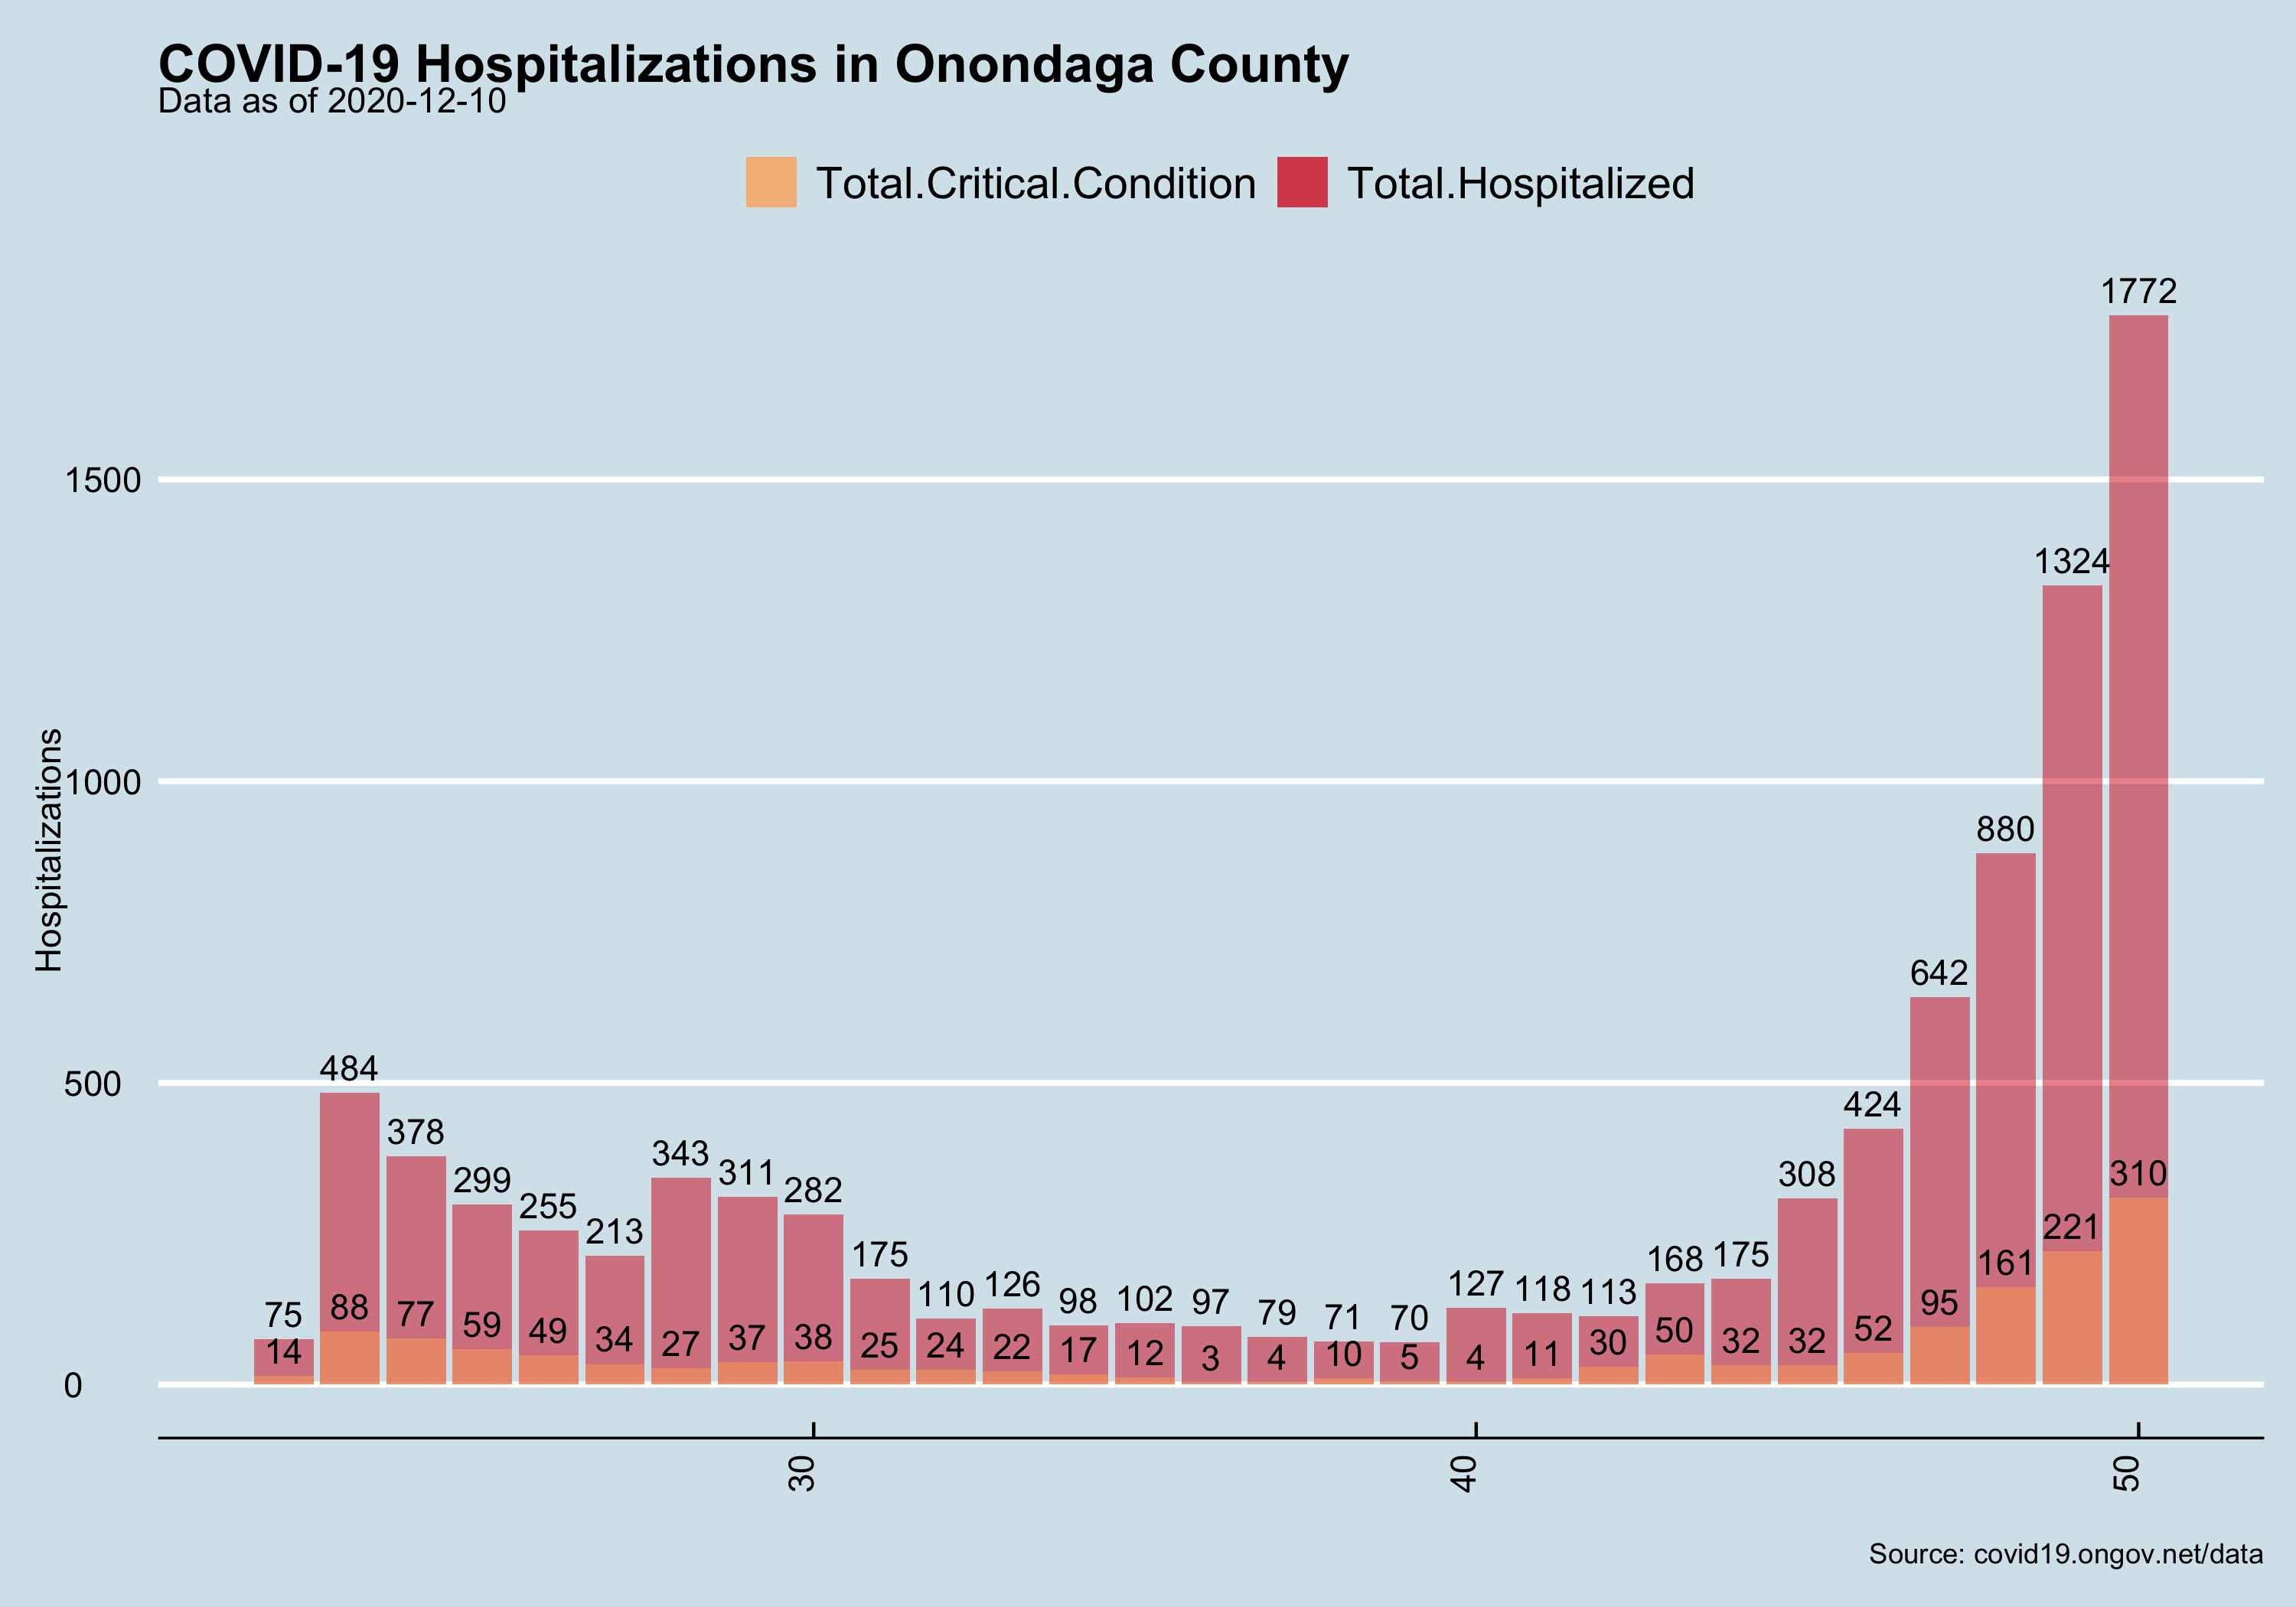 COVID-19 Hospitalizations in Onondaga County
Data as of 2020-12-10
Total.Critical.Condition Total.Hospitalized
1772
1500
1324
Hospitalizations
1000
880
642
500
484 378 299 255 213 343 311 282 175 110 126 98 102 97 79 71 70 127 118 113 168 175 308 424
75
14 88 77 59 49 34 27 37 38 25 24 22 17 12 3 4 10 5 4 11 30 50 32 32 52 95 161 221 310
0
30 40 50
Source: covid19.ongov.net/data